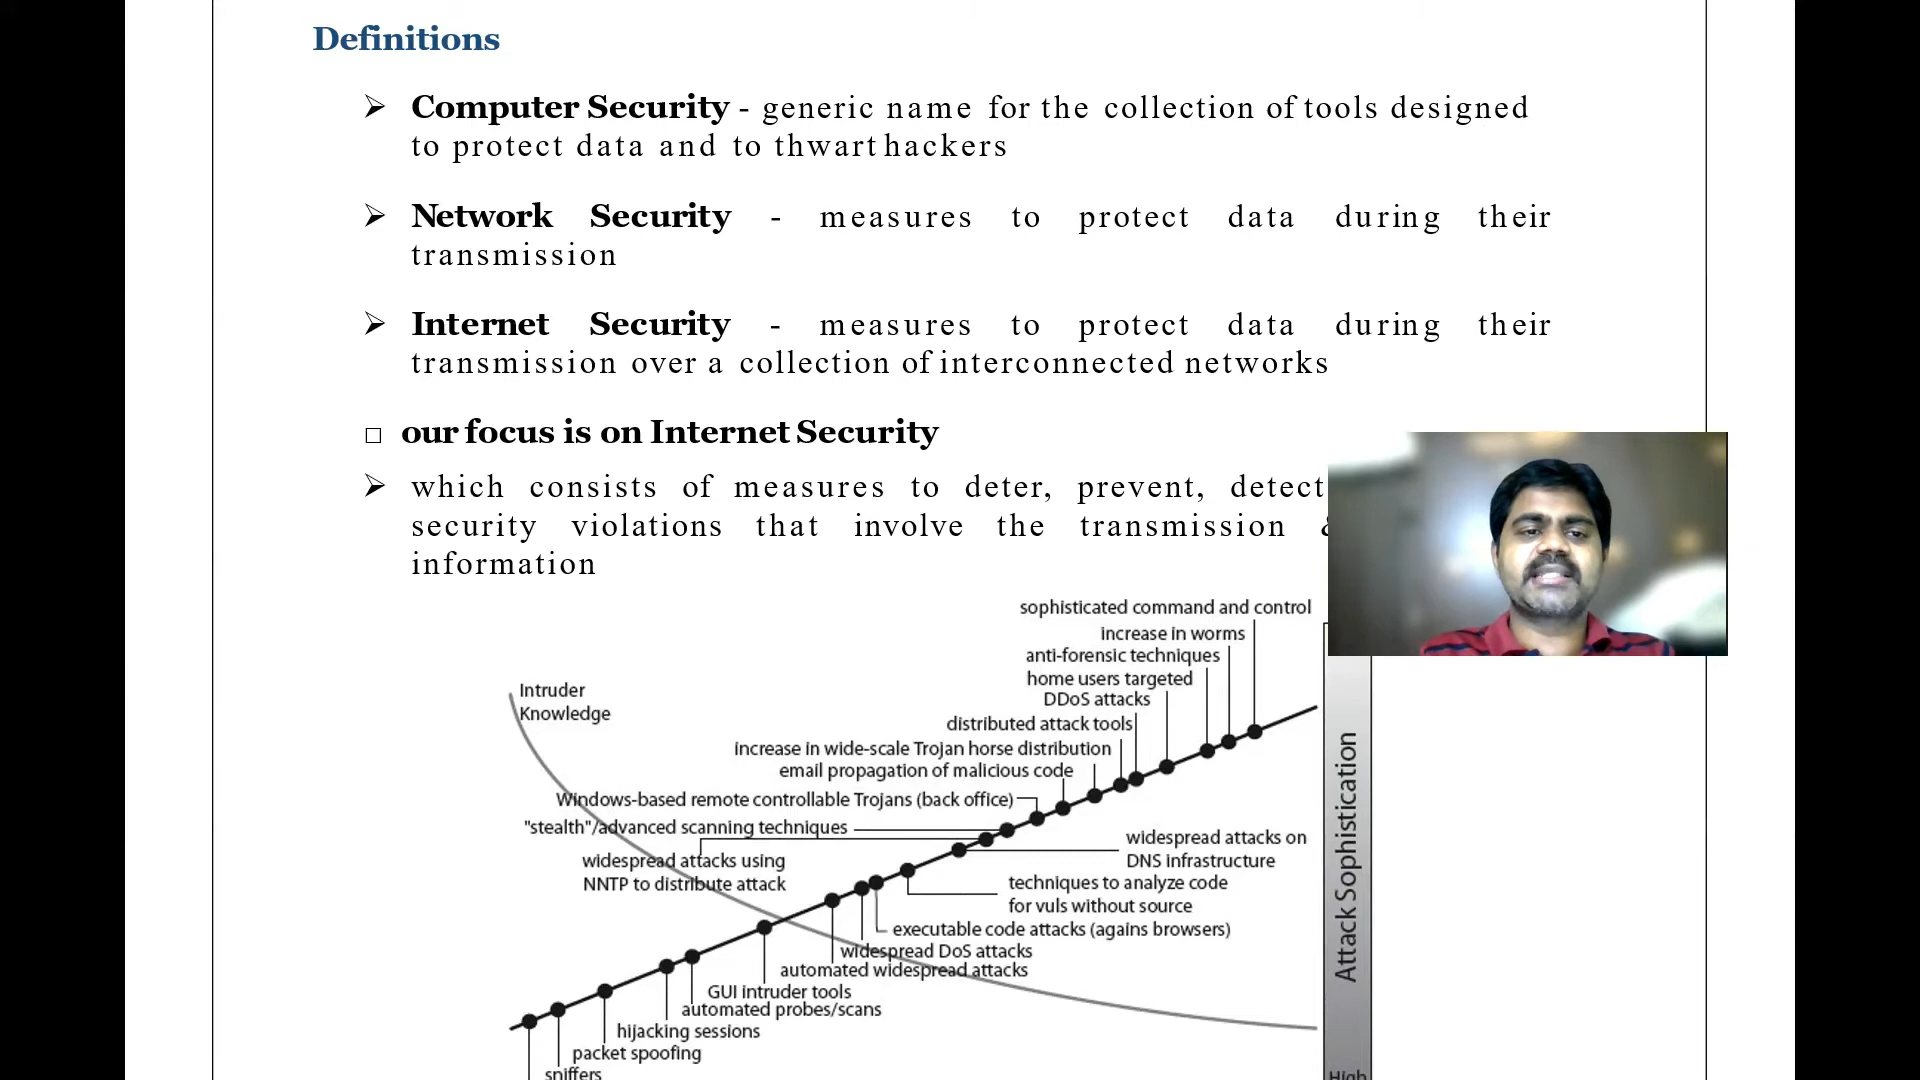 Definitions
➢ Computer Security - generic name for the collection of tools designed
to protect data and to thwart hackers
➢ Network Security - measures to protect data during their
transmission
➢ Internet Security - measures to protect data during their
transmission over a collection of interconnected networks
□ our focus is on Internet Security
➢ which consists of measures to deter, prevent, detect
security violations that involve the transmission
information
sophisticated command and control
increase in worms
anti-forensic techniques
home users targeted
DDoS attacks
distributed attack tools
increase in wide-scale Trojan horse distribution
email propagation of malicious code
Windows-based remote controllable Trojans (back office)
"stealth"/advanced scanning techniques
widespread attacks using
NNTP to distribute attack
Intruder
Knowledge
widespread attacks on
DNS infrastructure
techniques to analyze code
for vuls without source
executable code attacks (agains browsers)
widespread DoS attacks
automated widespread attacks
GUI intruder tools
automated probes/scans
hijacking sessions
packet spoofing
sniffers
Attack Sophistication
High